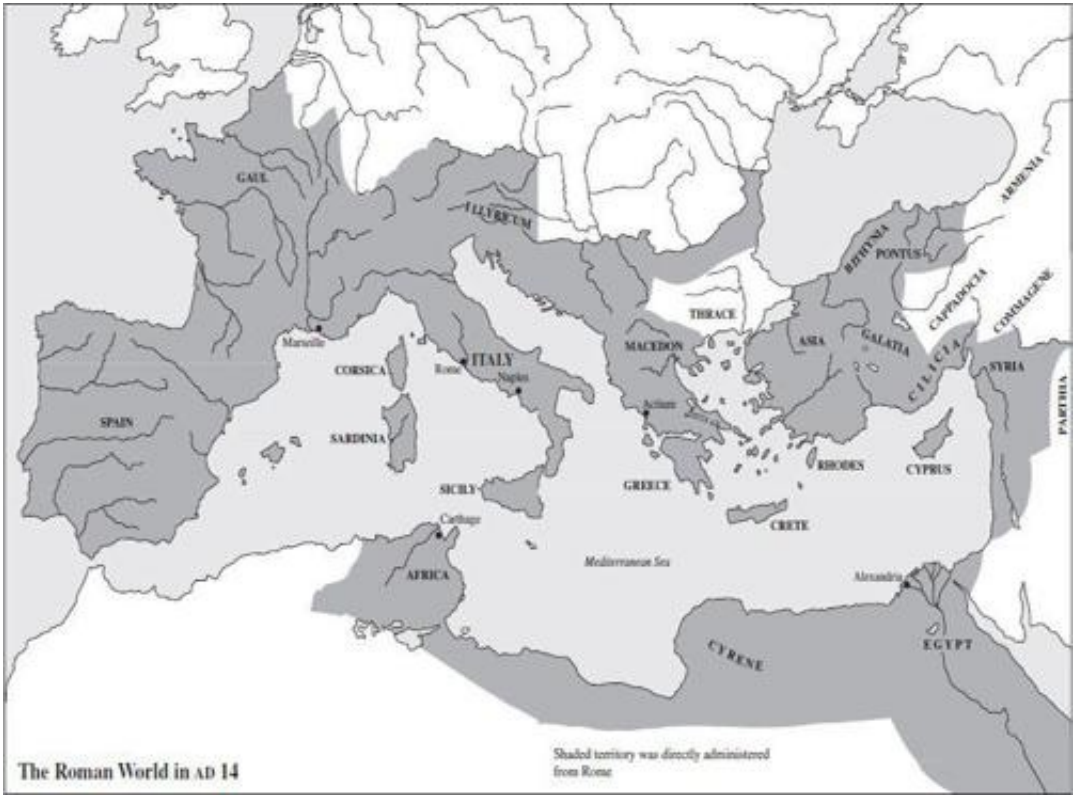 GAUL
ILLYRICUM
ARMENIA
BITHYNIA
PONTUS
CAPPADOCIA
COMMAGENE
THRACE
Marseille
CORSICA
Rome
ITALY
Naples
MACEDON
ASIA
GALATIA
CILICIA
SYRIA
PARTHIA
SPAIN
SARDINIA
Actium
SICILY
GREECE
RHODES
CYPRUS
CRETE
Carthage
AFRICA
Mediterranean Sea
Alexandria
CYRENE
EGYPT
The Roman World in AD 14
Shaded territory was directly administered
from Rome